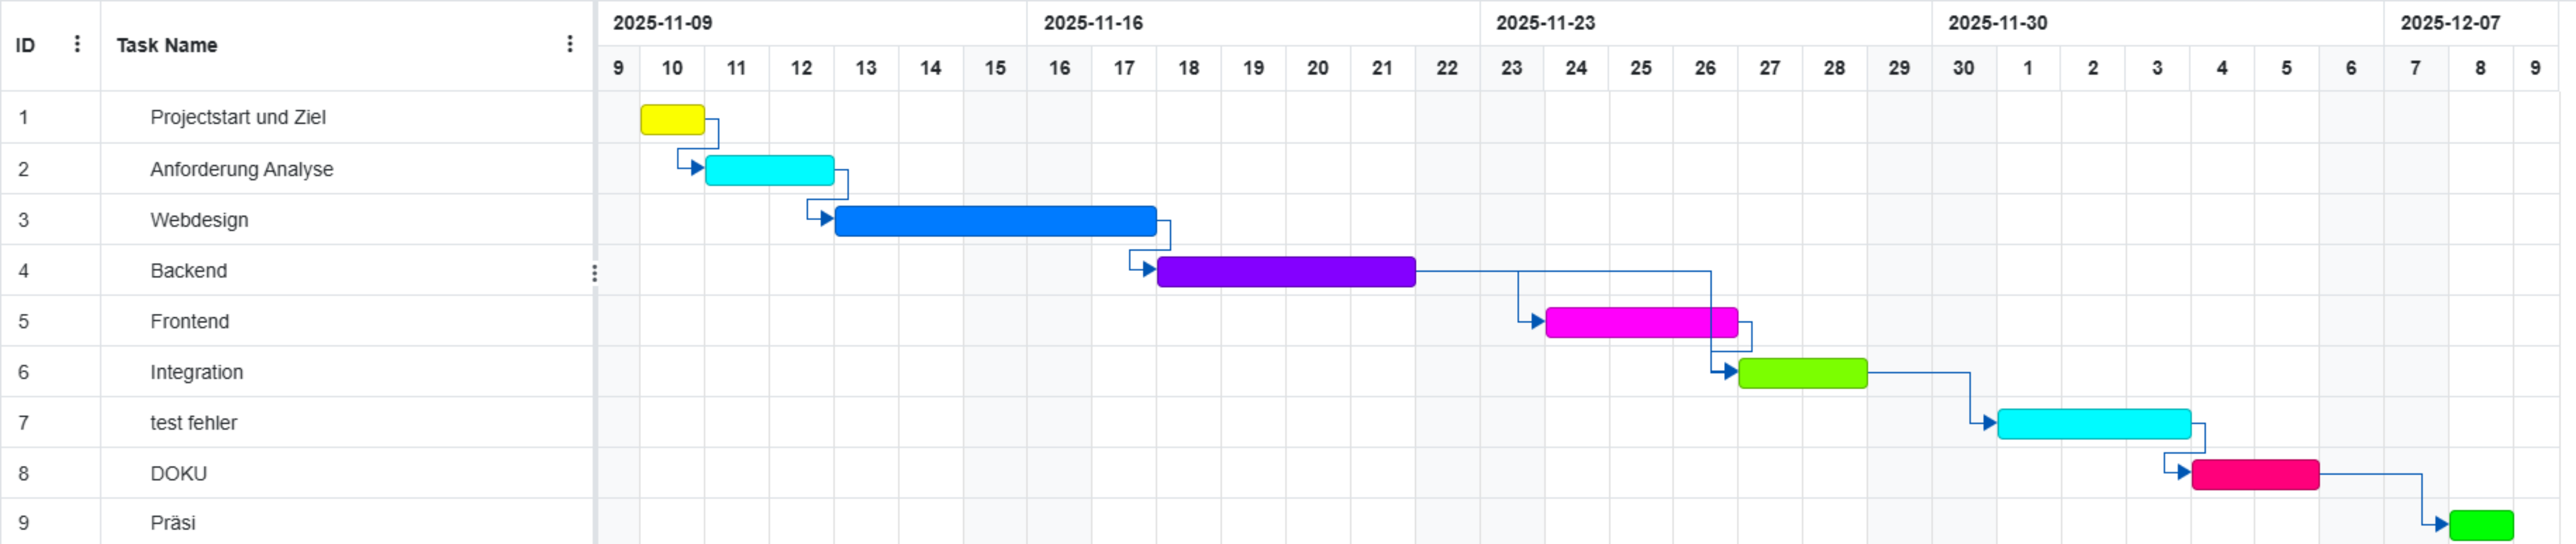 ID Task Name 2025-11-09 2025-11-16 2025-11-23 2025-11-30 2025-12-07
9 10 11 12 13 14 15 16 17 18 19 20 21 22 23 24 25 26 27 28 29 30 1 2 3 4 5 6 7 8 9
1 Projectstart und Ziel
2 Anforderung Analyse
3 Webdesign
4 Backend
5 Frontend
6 Integration
7 test fehler
8 DOKU
9 Präsi